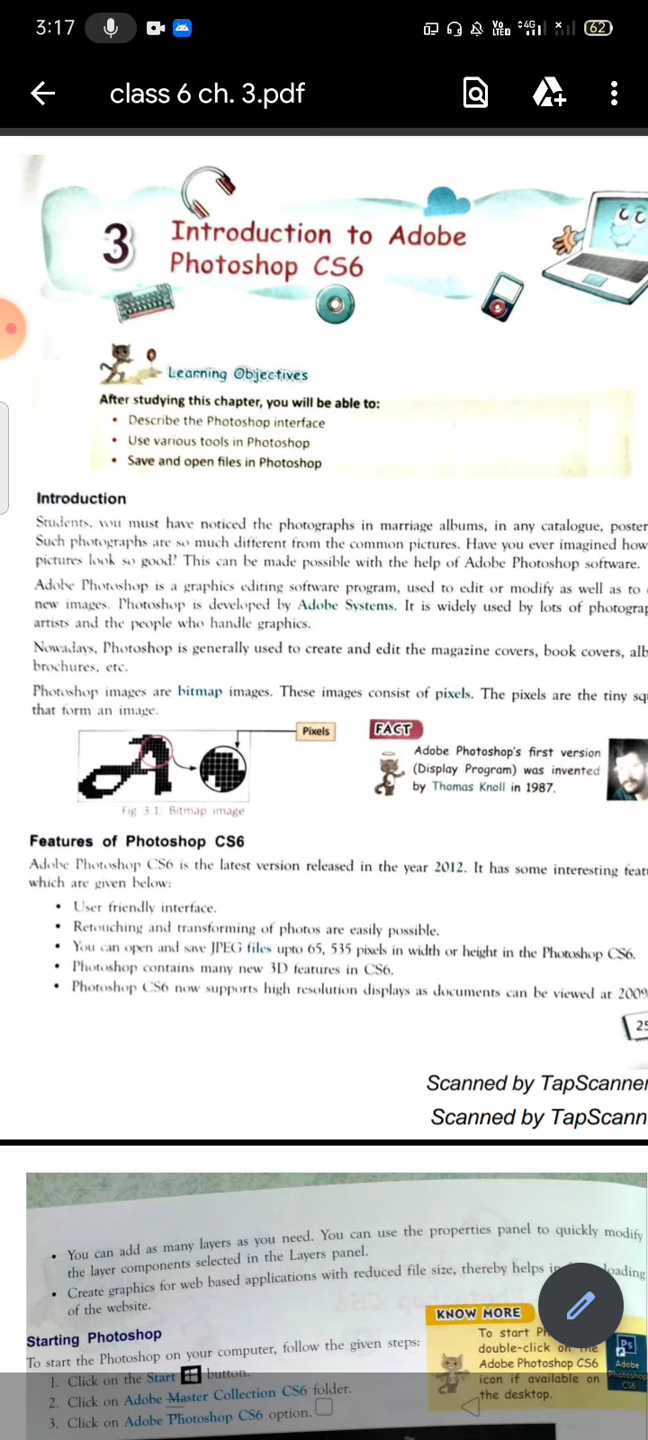 3:17
VoLTE
4G
62
class 6 ch. 3.pdf
3
Introduction to Adobe
Photoshop CS6
Learning Objectives
After studying this chapter, you will be able to:
• Describe the Photoshop interface
• Use various tools in Photoshop
• Save and open files in Photoshop
Introduction
Students, you must have noticed the photographs in marriage albums, in any catalogue, poster
Such photographs are so much different from the common pictures. Have you ever imagined how
pictures look so good? This can be made possible with the help of Adobe Photoshop software.
Adobe Photoshop is a graphics editing software program, used to edit or modify as well as to
new images. Photoshop is developed by Adobe Systems. It is widely used by lots of photograp
artists and the people who handle graphics.
Nowadays, Photoshop is generally used to create and edit the magazine covers, book covers, alb
brochures, etc.
Photoshop images are bitmap images. These images consist of pixels. The pixels are the tiny squ
that form an image.
Pixels
Fig 3.1: Bitmap image
FACT
Adobe Photoshop's first version
(Display Program) was invented
by Thomas Knoll in 1987.
Features of Photoshop CS6
Adobe Photoshop CS6 is the latest version released in the year 2012. It has some interesting feat
which are given below:
• User friendly interface.
• Retouching and transforming of photos are easily possible.
• You can open and save JPEG files upto 65, 535 pixels in width or height in the Photoshop CS6.
• Photoshop contains many new 3D features in CS6.
• Photoshop CS6 now supports high resolution displays as documents can be viewed at 200%
25
Scanned by TapScanner
Scanned by TapScann
• You can add as many layers as you need. You can use the properties panel to quickly modify
the layer components selected in the Layers panel.
• Create graphics for web based applications with reduced file size, thereby helps in loading
of the website.
Starting Photoshop
To start the Photoshop on your computer, follow the given steps:
1. Click on the Start button.
2. Click on Adobe Master Collection CS6 folder.
3. Click on Adobe Photoshop CS6 option.
KNOW MORE
To start Ph
double-click on the
Adobe Photoshop CS6
icon if available on
the desktop.
Ps
Adobe
Photoshop
CS6